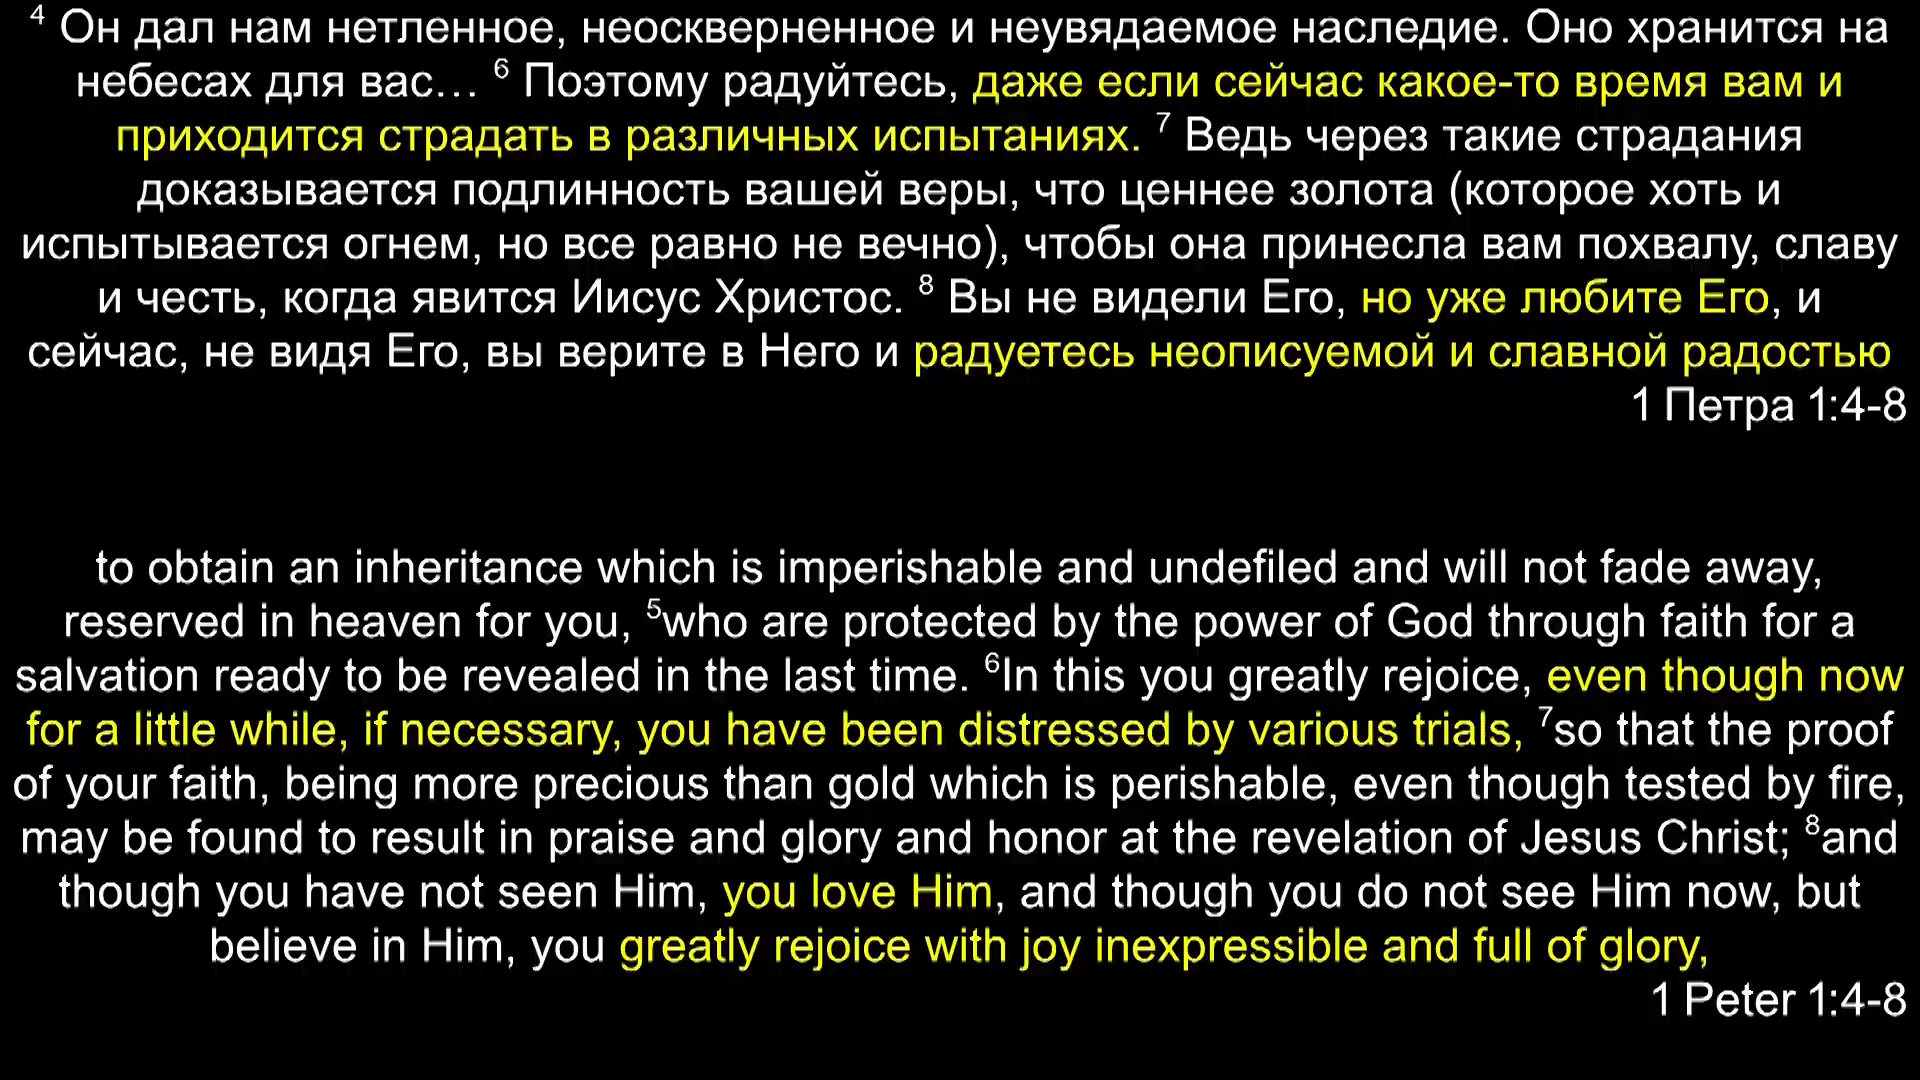 ⁴ Он дал нам нетленное, неоскверненное и неувядаемое наследие. Оно хранится на
небесах для вас… ⁶ Поэтому радуйтесь, даже если сейчас какое-то время вам и
приходится страдать в различных испытаниях. ⁷ Ведь через такие страдания
доказывается подлинность вашей веры, что ценнее золота (которое хоть и
испытывается огнем, но все равно не вечно), чтобы она принесла вам похвалу, славу
и честь, когда явится Иисус Христос. ⁸ Вы не видели Его, но уже любите Его, и
сейчас, не видя Его, вы верите в Него и радуетесь неописуемой и славной радостью
1 Петра 1:4-8
to obtain an inheritance which is imperishable and undefiled and will not fade away,
reserved in heaven for you, ⁵who are protected by the power of God through faith for a
salvation ready to be revealed in the last time. ⁶In this you greatly rejoice, even though now
for a little while, if necessary, you have been distressed by various trials, ⁷so that the proof
of your faith, being more precious than gold which is perishable, even though tested by fire,
may be found to result in praise and glory and honor at the revelation of Jesus Christ; ⁸and
though you have not seen Him, you love Him, and though you do not see Him now, but
believe in Him, you greatly rejoice with joy inexpressible and full of glory,
1 Peter 1:4-8